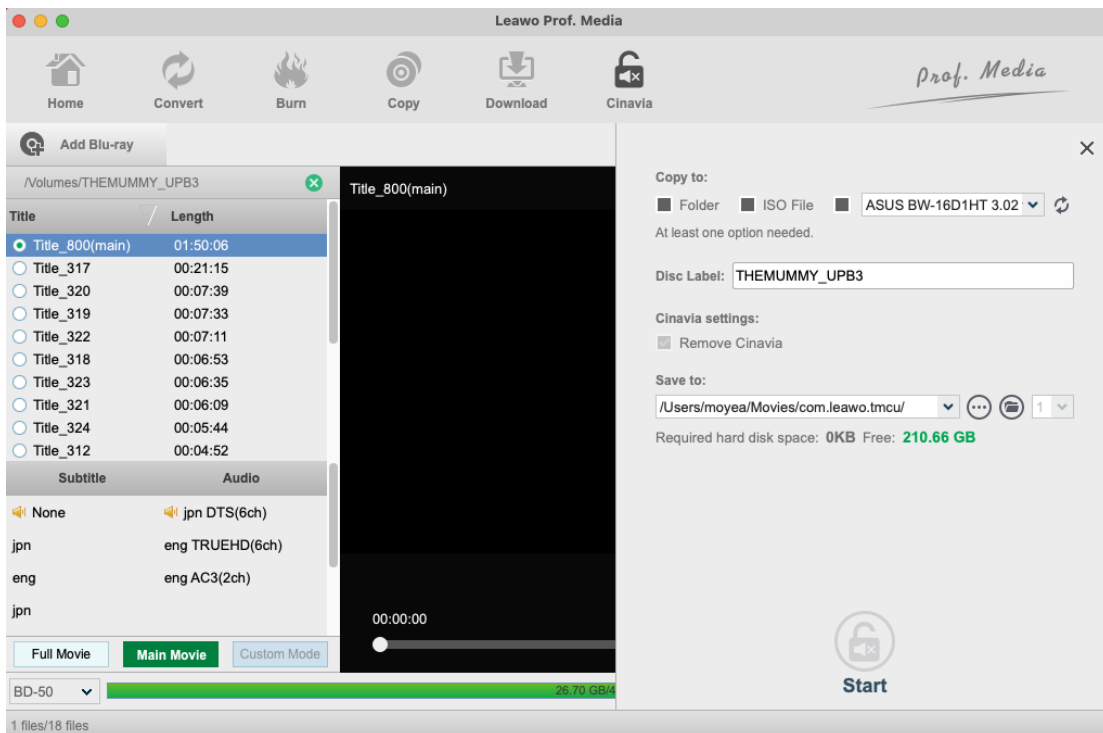 Leawo Prof. Media
Home Convert Burn Copy Download Cinavia
Prof. Media
Add Blu-ray
/Volumes/THEMUMMY_UPB3
Title Length
Title_800(main) 01:50:06
Title_317 00:21:15
Title_320 00:07:39
Title_319 00:07:33
Title_322 00:07:11
Title_318 00:06:53
Title_323 00:06:35
Title_321 00:06:09
Title_324 00:05:44
Title_312 00:04:52
Subtitle Audio
None jpn DTS(6ch)
jpn eng TRUEHD(6ch)
eng eng AC3(2ch)
jpn
Full Movie Main Movie Custom Mode
BD-50 26.70 GB/4
1 files/18 files
Title_800(main)
00:00:00
Copy to:
Folder ISO File ASUS BW-16D1HT 3.02
At least one option needed.
Disc Label: THEMUMMY_UPB3
Cinavia settings:
Remove Cinavia
Save to:
/Users/moyea/Movies/com.leawo.tmcu/ 1
Required hard disk space: 0KB Free: 210.66 GB
Start